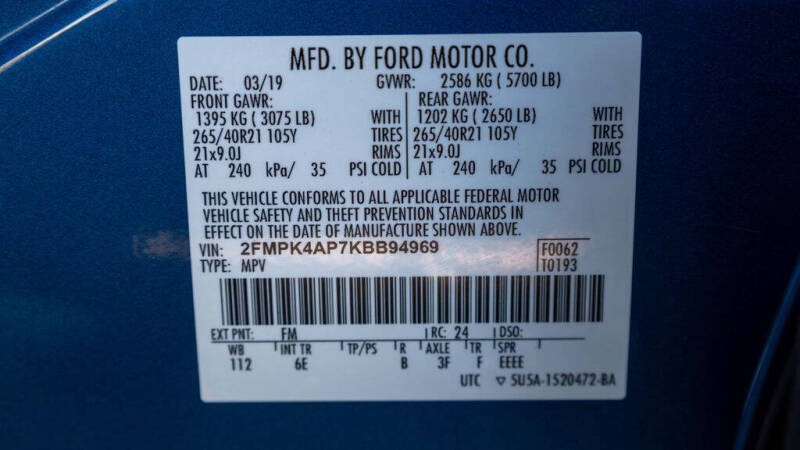 MFD. BY FORD MOTOR CO.
DATE: 03/19 GVWR: 2586 KG ( 5700 LB)
FRONT GAWR: REAR GAWR:
1395 KG ( 3075 LB) WITH 1202 KG ( 2650 LB) WITH
265/40R21 105Y TIRES 265/40R21 105Y TIRES
21x9.0J RIMS 21x9.0J RIMS
AT 240 kPa/ 35 PSI COLD AT 240 kPa/ 35 PSI COLD
THIS VEHICLE CONFORMS TO ALL APPLICABLE FEDERAL MOTOR
VEHICLE SAFETY AND THEFT PREVENTION STANDARDS IN
EFFECT ON THE DATE OF MANUFACTURE SHOWN ABOVE.
VIN: 2FMPK4AP7KBB94969 F0062
TYPE: MPV T0193
EXT PNT: FM RC: 24 DSO:
WB INT TR TP/PS R AXLE TR SPR
112 6E B 3F F EEEE
UTC ▽ 5U5A-1520472-BA